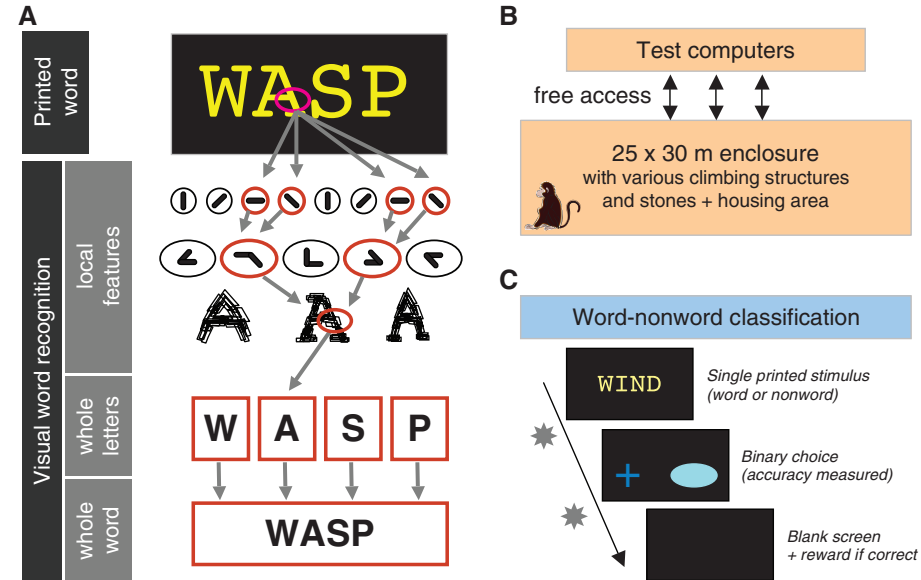 A
Printed
word
WASP
Visual word recognition
local
features
A A A
whole
letters
W A S P
whole
word
WASP
B
Test computers
free access
25 x 30 m enclosure
with various climbing structures
and stones + housing area
C
Word-nonword classification
WIND
Single printed stimulus
(word or nonword)
+
Binary choice
(accuracy measured)
Blank screen
+ reward if correct